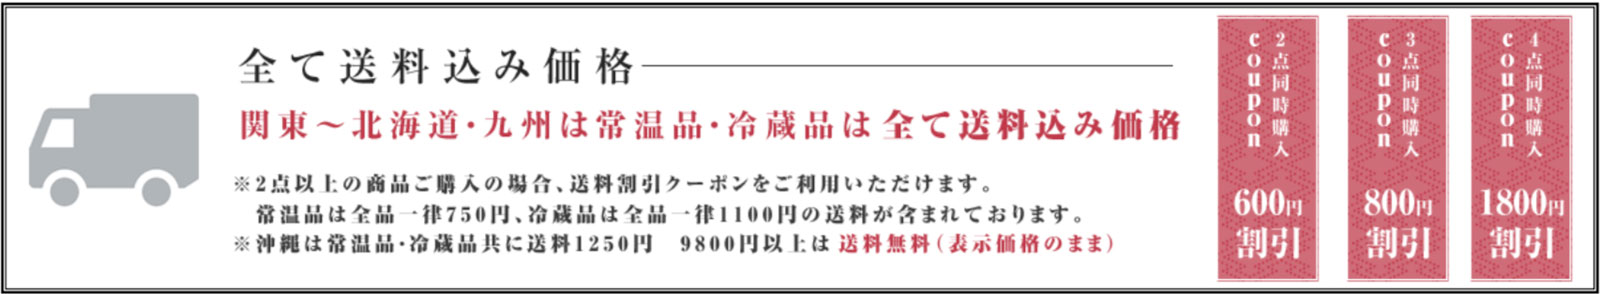 全て送料込み価格
関東～北海道・九州は常温品・冷蔵品は全て送料込み価格
※2点以上の商品ご購入の場合、送料割引クーポンをご利用いただけます。
常温品は全品一律750円、冷蔵品は全品一律1100円の送料が含まれております。
※沖縄は常温品・冷蔵品共に送料1250円　9800円以上は 送料無料（表示価格のまま）
2点同時購入
coupon
600円
割引
3点同時購入
coupon
800円
割引
4点同時購入
coupon
1800円
割引